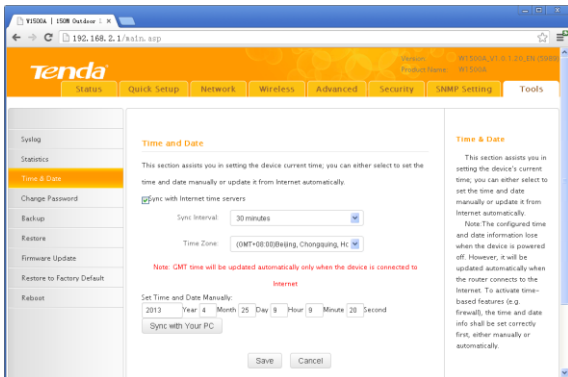 W1500A | 150M Outdoor
192.168.2.1/main.asp
Tenda
Version: W1500A_V1.0.1.20_EN
Product Name: W1500A
Status Quick Setup Network Wireless Advanced Security SNMP Setting Tools
Syslog
Statistics
Time & Date
Change Password
Backup
Restore
Firmware Update
Restore to Factory Default
Reboot
Time and Date
This section assists you in setting the device current time; you can either select to set the
time and date manually or update it from Internet automatically.
Sync with Internet time servers
Sync Interval: 30 minutes
Time Zone: (GMT+08:00)Beijing, Chongquing, Hc
Note: GMT time will be updated automatically only when the device is connected to
Internet
Set Time and Date Manually:
2013 Year 4 Month 25 Day 9 Hour 9 Minute 28 Second
Sync with Your PC
Save Cancel
Time & Date
This section assists you in
setting the device's current
time; you can either select to
set the time and date
manually or update it from
Internet automatically.
Note:The configured time
and date information lose
when the device is powered
off. However, it will be
updated automatically when
the router connects to the
Internet. To activate time-
based features (e.g.
firewall), the time and date
info shall be set correctly
first, either manually or
automatically.